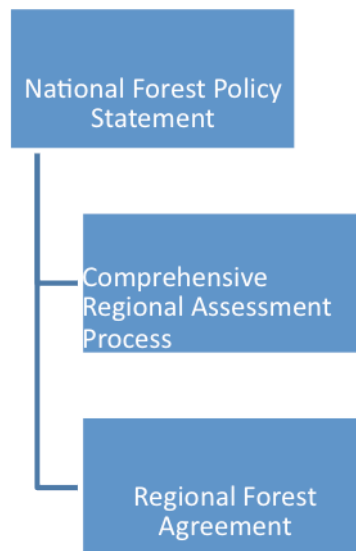 National Forest Policy
Statement
Comprehensive
Regional Assessment
Process
Regional Forest
Agreement